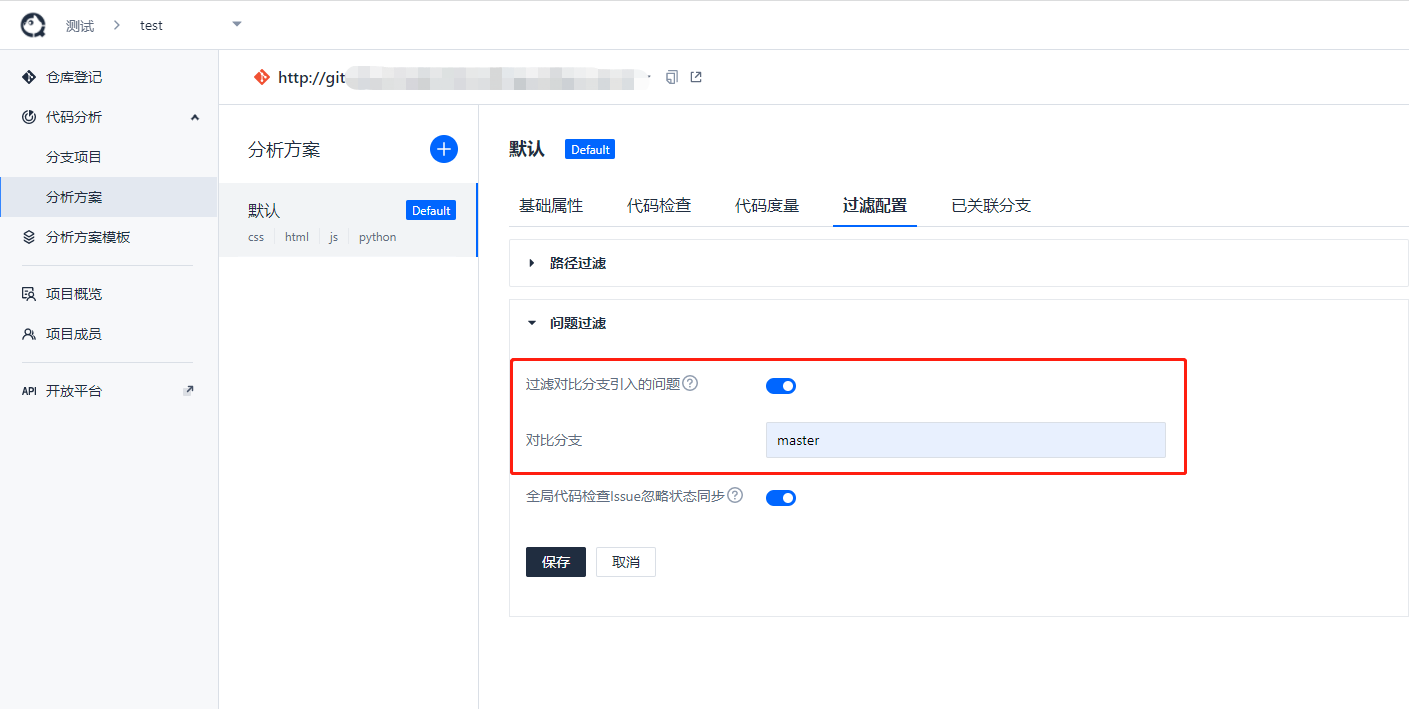 测试 > test
仓库登记
代码分析
分支项目
分析方案
分析方案模板
项目概览
项目成员
API 开放平台
http://git
分析方案
默认 Default
css html js python
默认 Default
基础属性 代码检查 代码度量 过滤配置 已关联分支
路径过滤
问题过滤
过滤对比分支引入的问题
对比分支 master
全局代码检查Issue忽略状态同步
保存 取消